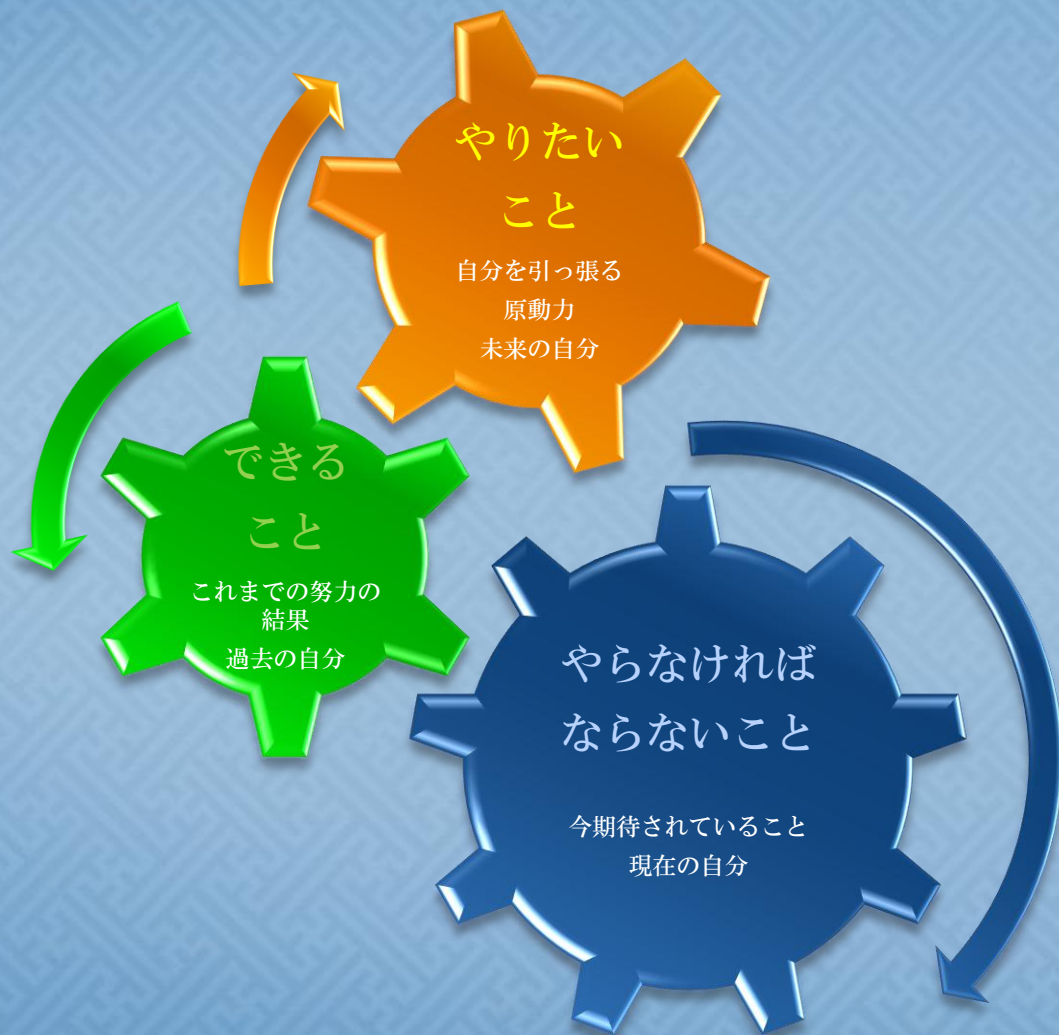 やりたい
こと
自分を引っ張る
原動力
未来の自分
できる
こと
これまでの努力の
結果
過去の自分
やらなければ
ならないこと
今期待されていること
現在の自分